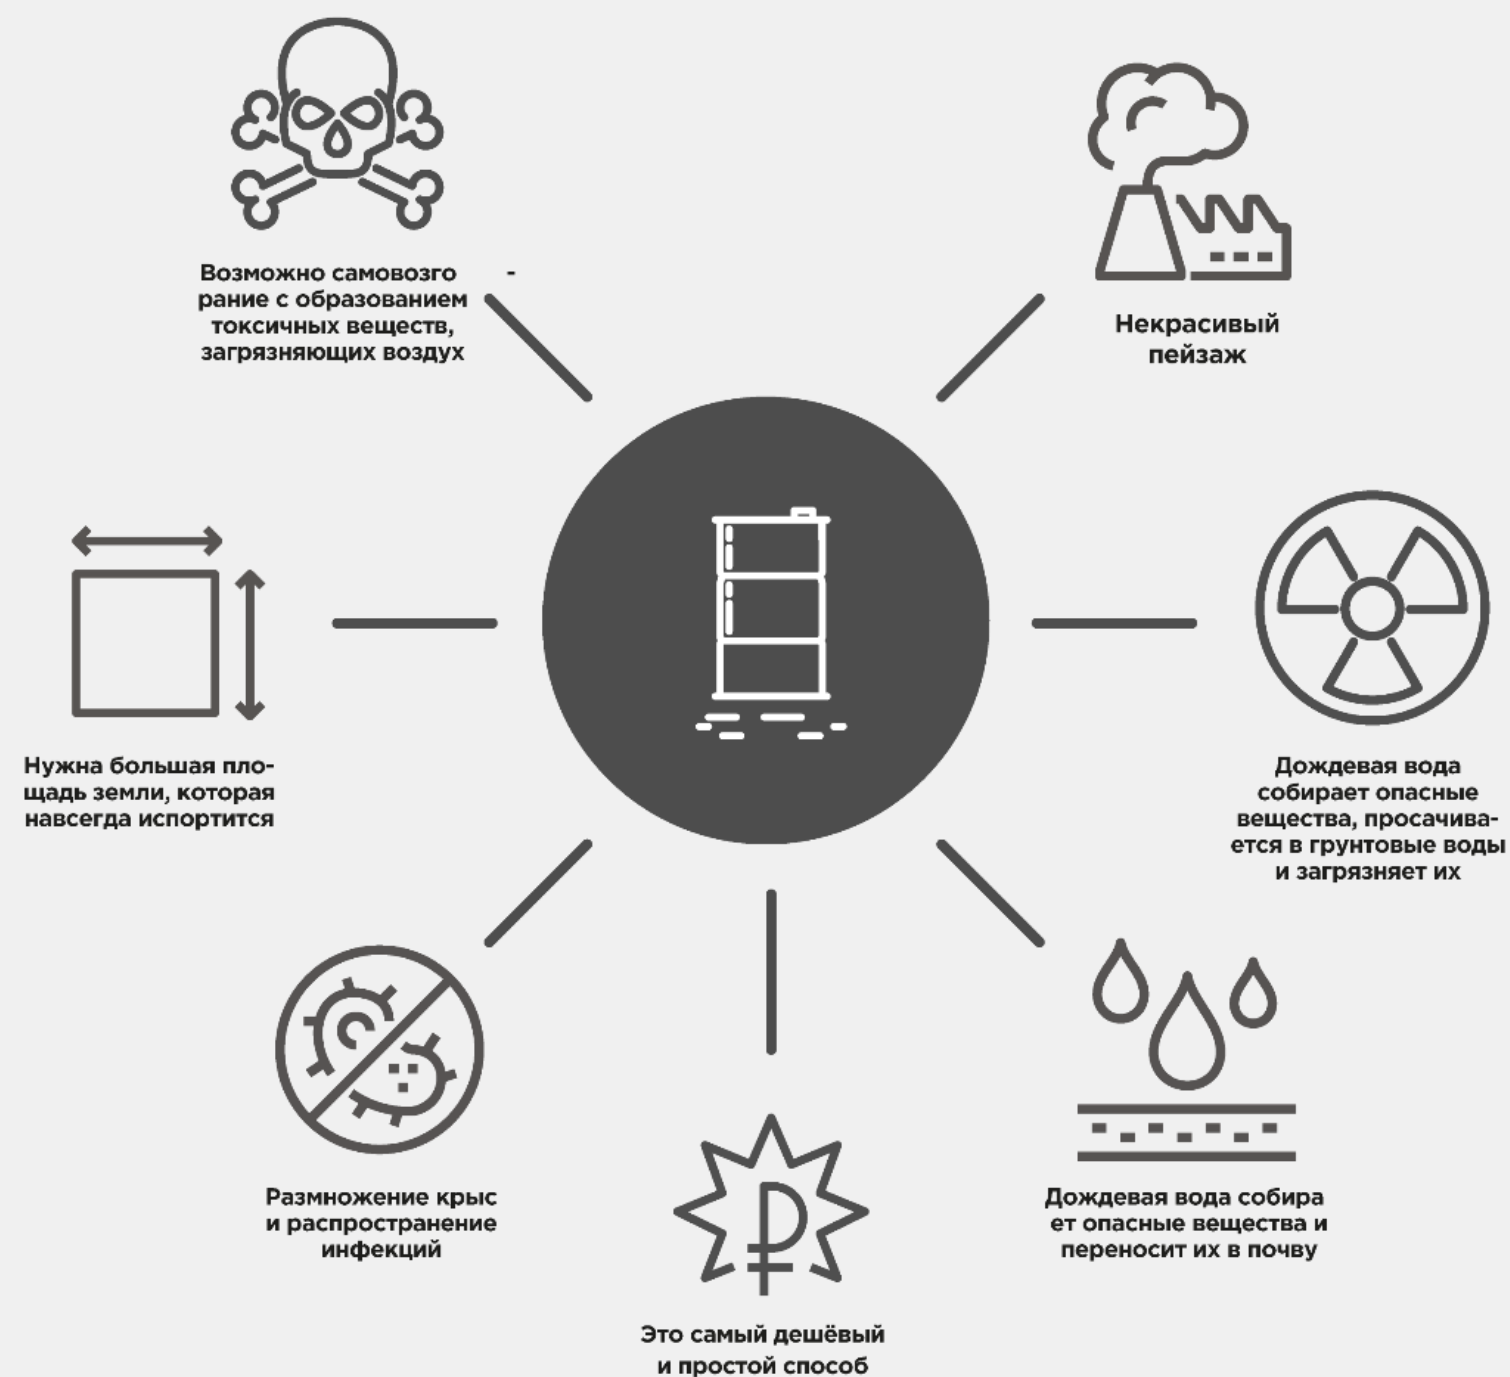 Возможно самовозго -
рание с образованием
токсичных веществ,
загрязняющих воздух
Некрасивый
пейзаж
Нужна большая пло-
щадь земли, которая
навсегда испортится
Дождевая вода
собирает опасные
вещества, просачива-
ется в грунтовые воды
и загрязняет их
Размножение крыс
и распространение
инфекций
Дождевая вода собира
ет опасные вещества и
переносит их в почву
Это самый дешёвый
и простой способ